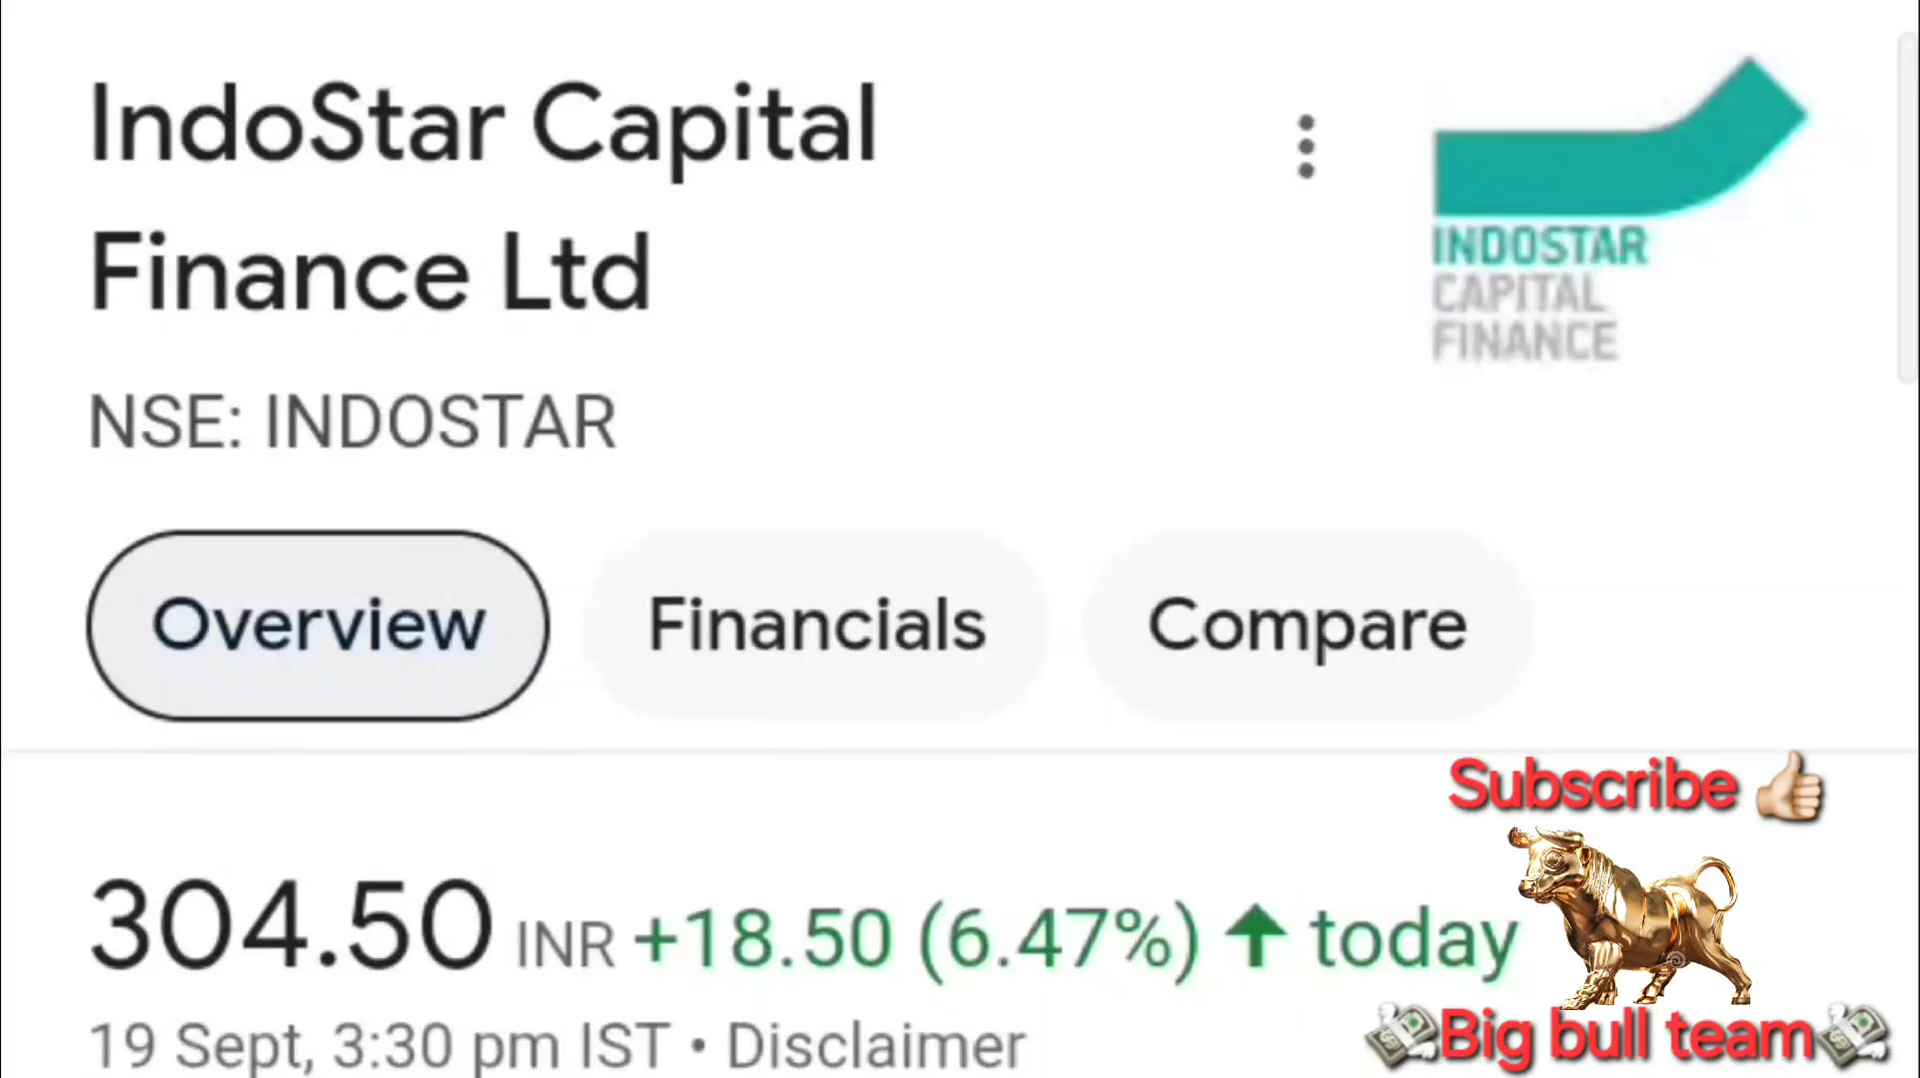 IndoStar Capital
Finance Ltd
INDOSTAR
CAPITAL
FINANCE
NSE: INDOSTAR
Overview Financials Compare
Subscribe 👍🏼
304.50 INR +18.50 (6.47%) ↑ today
19 Sept, 3:30 pm IST • Disclaimer
💸Big bull team💸